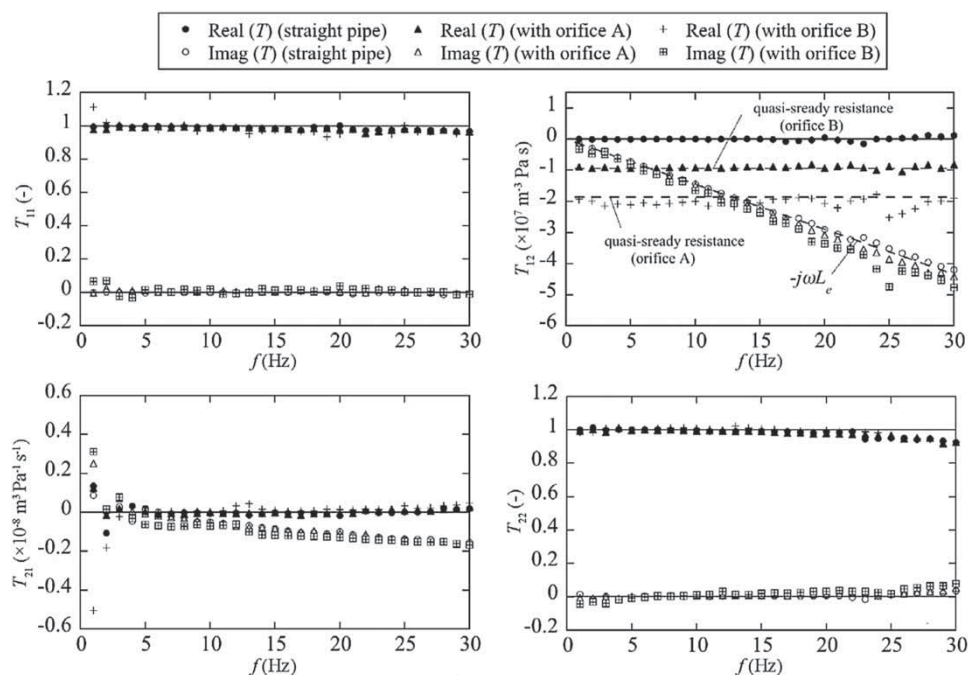 Real (T) (straight pipe) Real (T) (with orifice A) Real (T) (with orifice B)
Imag (T) (straight pipe) Imag (T) (with orifice A) Imag (T) (with orifice B)
1.2
1
0.8
0.6
0.4
0.2
0
-0.2
T11 (-)
0 5 10 15 20 25 30
f (Hz)
1
0
-1
-2
-3
-4
-5
-6
T12 (×10⁷ m⁻³ Pa s)
quasi-sready resistance
(orifice B)
quasi-sready resistance
(orifice A)
-jωLe
0 5 10 15 20 25 30
f (Hz)
0.6
0.4
0.2
0
-0.2
-0.4
-0.6
T21 (×10⁻⁸ m³ Pa⁻¹ s⁻¹)
0 5 10 15 20 25 30
f (Hz)
1.2
1
0.8
0.6
0.4
0.2
0
-0.2
T22 (-)
0 5 10 15 20 25 30
f (Hz)